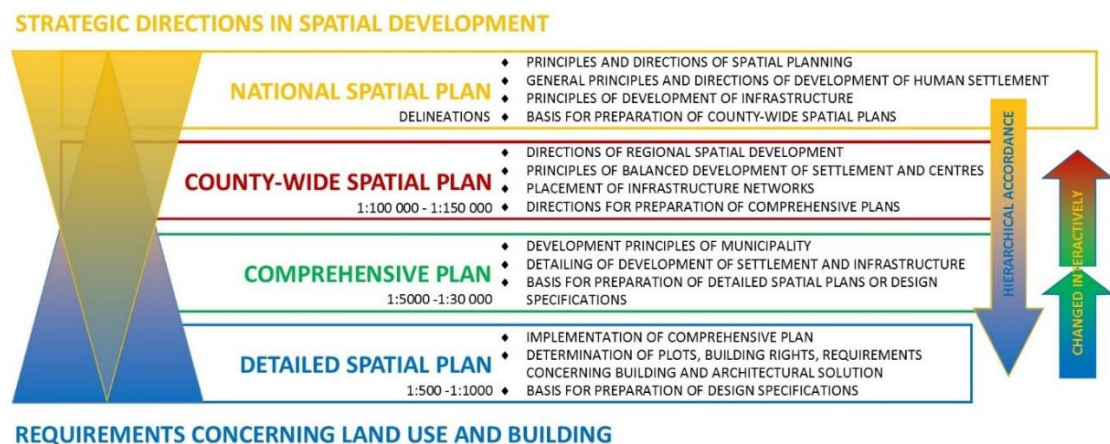 STRATEGIC DIRECTIONS IN SPATIAL DEVELOPMENT
NATIONAL SPATIAL PLAN
DELINEATIONS
♦ PRINCIPLES AND DIRECTIONS OF SPATIAL PLANNING
♦ GENERAL PRINCIPLES AND DIRECTIONS OF DEVELOPMENT OF HUMAN SETTLEMENT
♦ PRINCIPLES OF DEVELOPMENT OF INFRASTRUCTURE
♦ BASIS FOR PREPARATION OF COUNTY-WIDE SPATIAL PLANS
COUNTY-WIDE SPATIAL PLAN
1:100 000 - 1:150 000
♦ DIRECTIONS OF REGIONAL SPATIAL DEVELOPMENT
♦ PRINCIPLES OF BALANCED DEVELOPMENT OF SETTLEMENT AND CENTRES
♦ PLACEMENT OF INFRASTRUCTURE NETWORKS
♦ DIRECTIONS FOR PREPARATION OF COMPREHENSIVE PLANS
COMPREHENSIVE PLAN
1:5000 -1:30 000
♦ DEVELOPMENT PRINCIPLES OF MUNICIPALITY
♦ DETAILING OF DEVELOPMENT OF SETTLEMENT AND INFRASTRUCTURE
♦ BASIS FOR PREPARATION OF DETAILED SPATIAL PLANS OR DESIGN
SPECIFICATIONS
DETAILED SPATIAL PLAN
1:500 -1:1000
♦ IMPLEMENTATION OF COMPREHENSIVE PLAN
♦ DETERMINATION OF PLOTS, BUILDING RIGHTS, REQUIREMENTS
CONCERNING BUILDING AND ARCHITECTURAL SOLUTION
♦ BASIS FOR PREPARATION OF DESIGN SPECIFICATIONS
HIERARCHICAL ACCORDANCE
CHANGED INTERACTIVELY
REQUIREMENTS CONCERNING LAND USE AND BUILDING